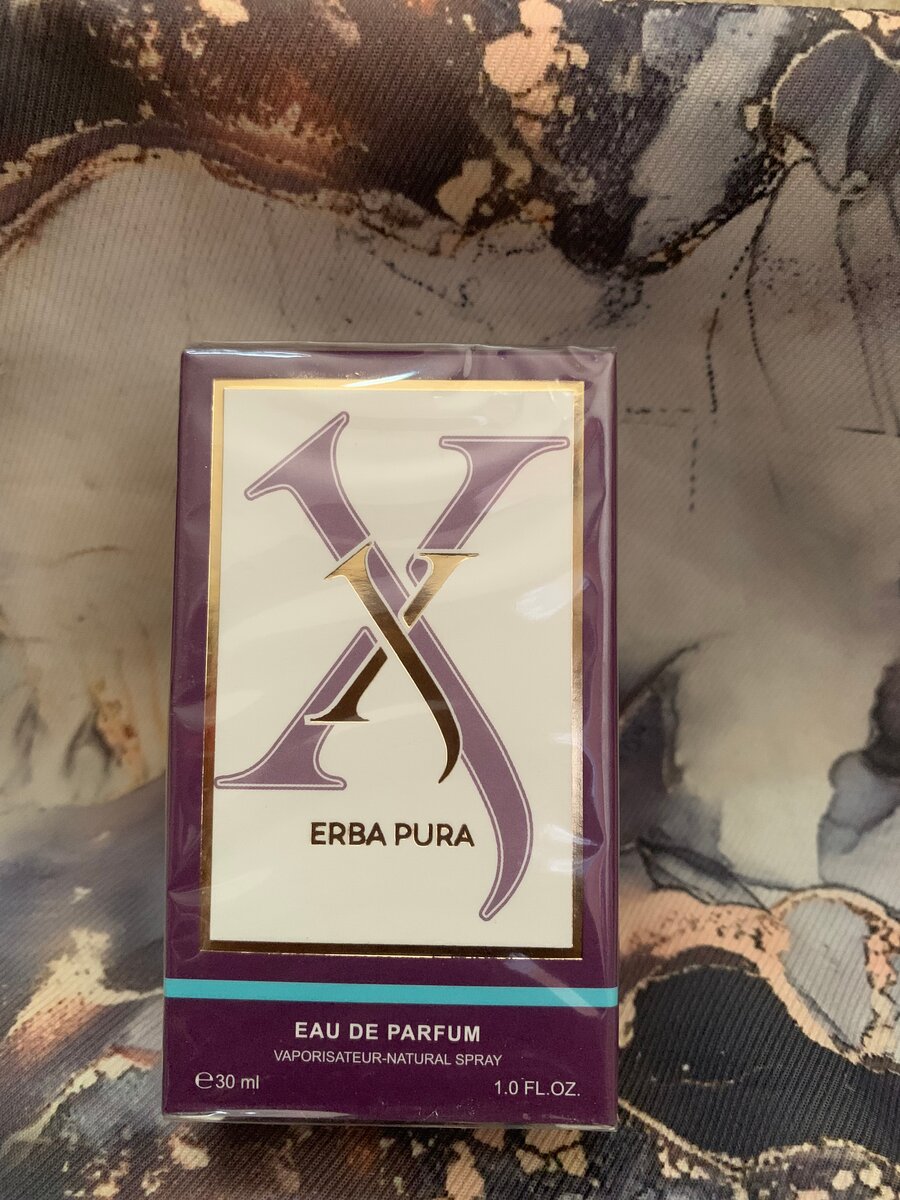 X
X
ERBA PURA
EAU DE PARFUM
VAPORISATEUR-NATURAL SPRAY
℮30 ml 1.0 FL.OZ.